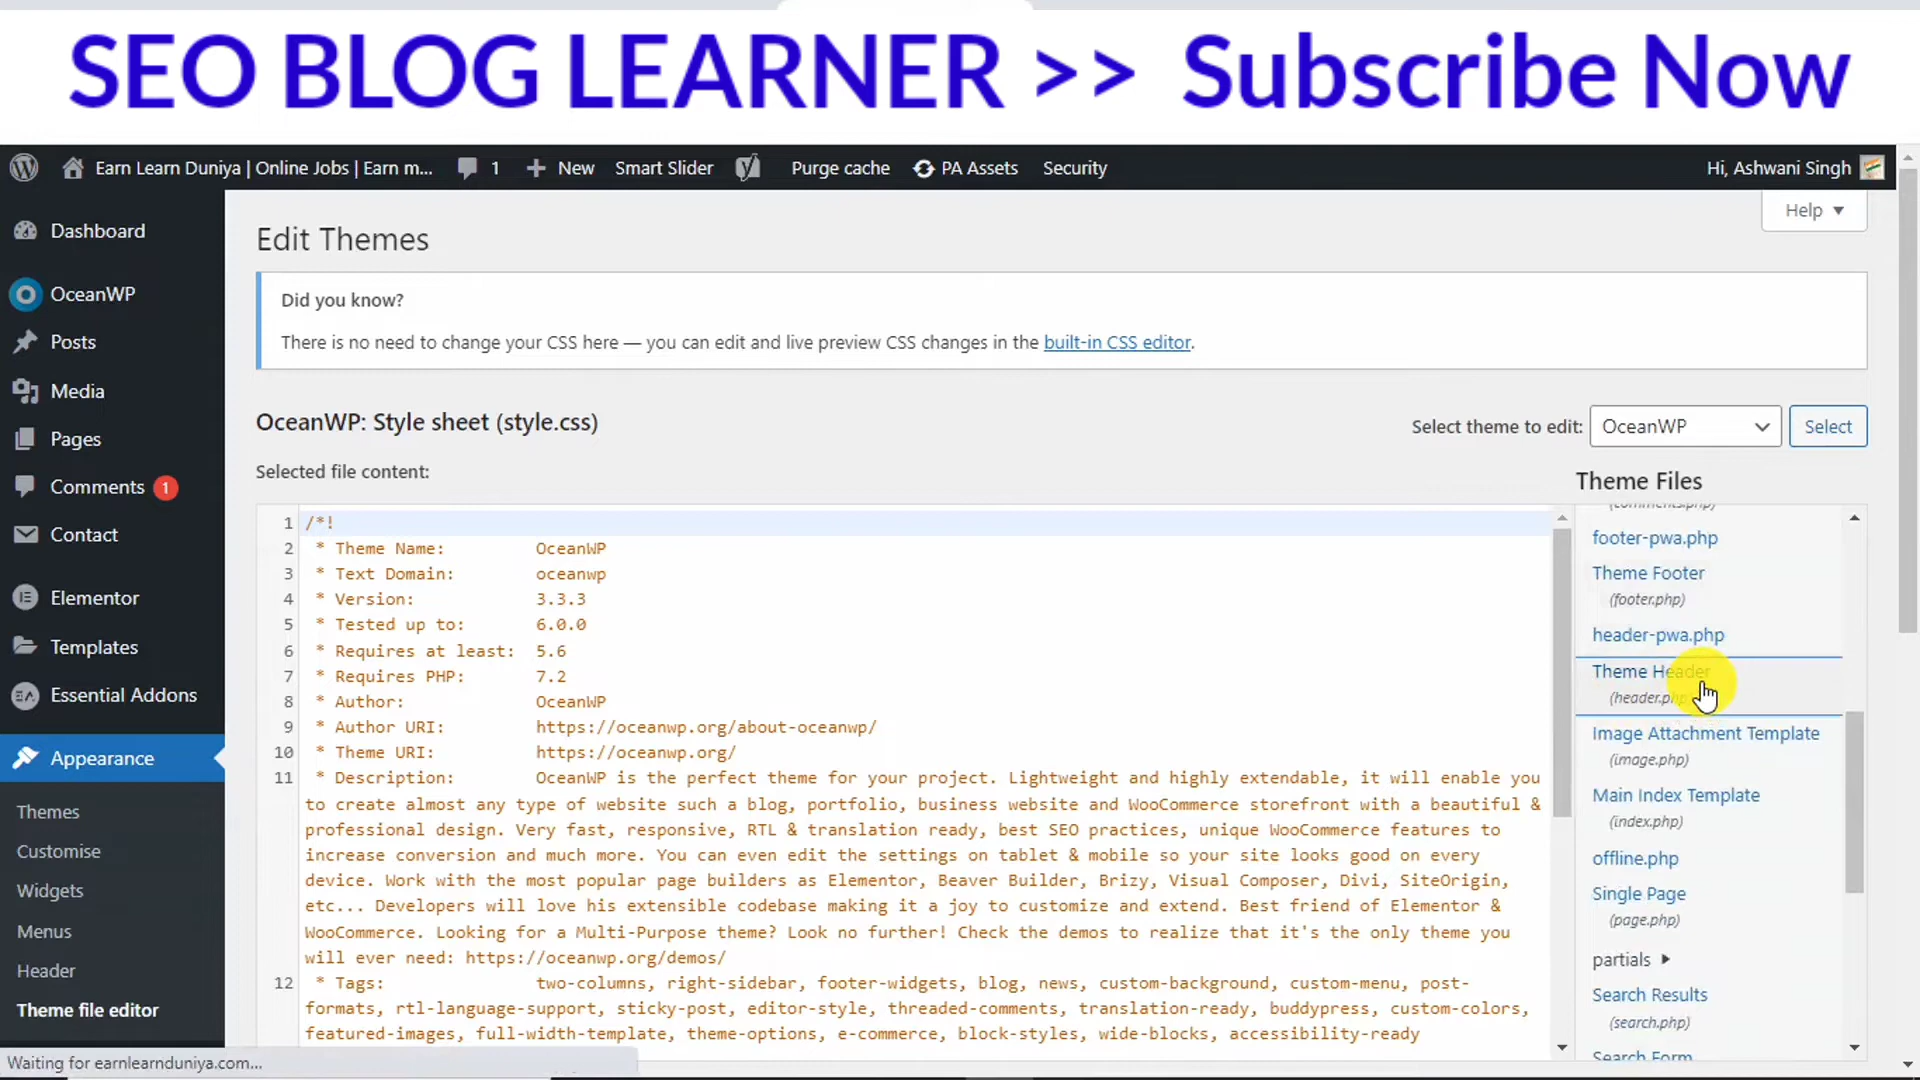 SEO BLOG LEARNER >> Subscribe Now
Earn Learn Duniya | Online Jobs | Earn m...
1
New
Smart Slider
Purge cache
PA Assets
Security
Hi, Ashwani Singh
Dashboard
OceanWP
Posts
Media
Pages
Comments 1
Contact
Elementor
Templates
Essential Addons
Appearance
Themes
Customise
Widgets
Menus
Header
Theme file editor
Help
Edit Themes
Did you know?
There is no need to change your CSS here — you can edit and live preview CSS changes in the built-in CSS editor.
OceanWP: Style sheet (style.css)
Select theme to edit: OceanWP Select
Selected file content:
1 /*!
2 * Theme Name: OceanWP
3 * Text Domain: oceanwp
4 * Version: 3.3.3
5 * Tested up to: 6.0.0
6 * Requires at least: 5.6
7 * Requires PHP: 7.2
8 * Author: OceanWP
9 * Author URI: https://oceanwp.org/about-oceanwp/
10 * Theme URI: https://oceanwp.org/
11 * Description: OceanWP is the perfect theme for your project. Lightweight and highly extendable, it will enable you
to create almost any type of website such a blog, portfolio, business website and WooCommerce storefront with a beautiful &
professional design. Very fast, responsive, RTL & translation ready, best SEO practices, unique WooCommerce features to
increase conversion and much more. You can even edit the settings on tablet & mobile so your site looks good on every
device. Work with the most popular page builders as Elementor, Beaver Builder, Brizy, Visual Composer, Divi, SiteOrigin,
etc... Developers will love his extensible codebase making it a joy to customize and extend. Best friend of Elementor &
WooCommerce. Looking for a Multi-Purpose theme? Look no further! Check the demos to realize that it's the only theme you
will ever need: https://oceanwp.org/demos/
12 * Tags: two-columns, right-sidebar, footer-widgets, blog, news, custom-background, custom-menu, post-
formats, rtl-language-support, sticky-post, editor-style, threaded-comments, translation-ready, buddypress, custom-colors,
featured-images, full-width-template, theme-options, e-commerce, block-styles, wide-blocks, accessibility-ready
Theme Files
(comments.php)
footer-pwa.php
Theme Footer
(footer.php)
header-pwa.php
Theme Header
(header.php)
Image Attachment Template
(image.php)
Main Index Template
(index.php)
offline.php
Single Page
(page.php)
partials
Search Results
(search.php)
Search Form
Waiting for earnlearnduniya.com...